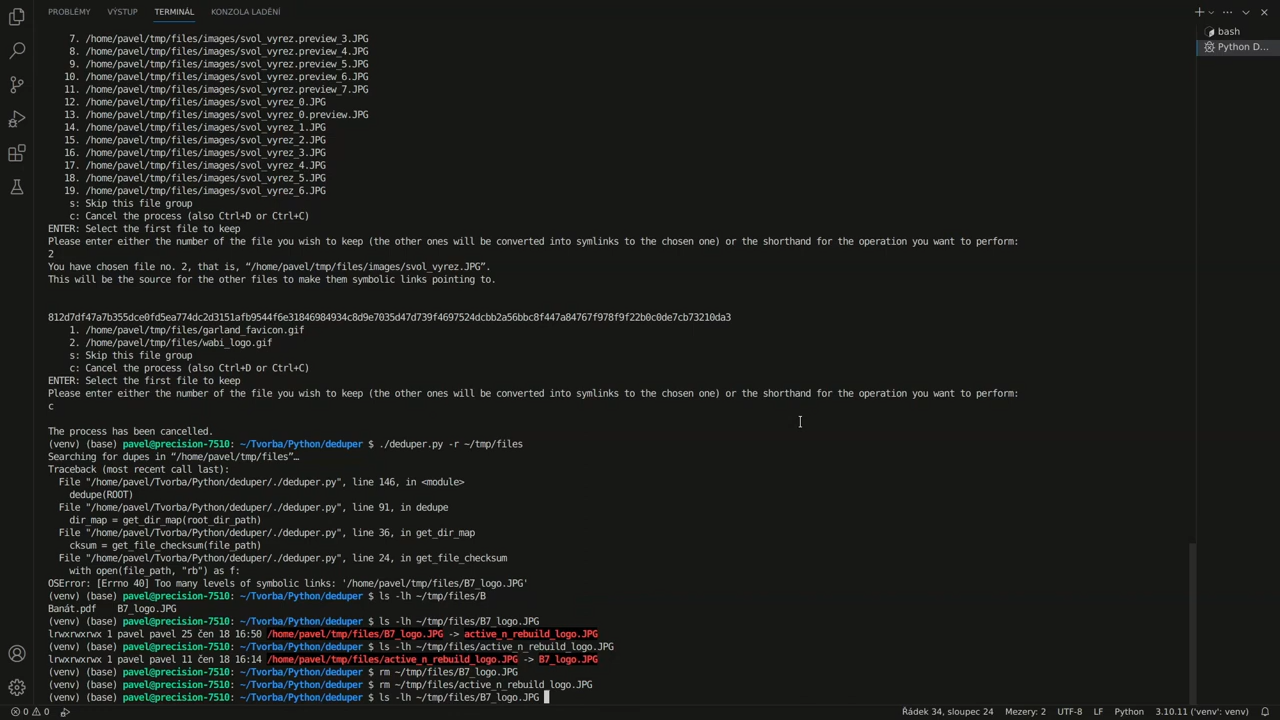 PROBLÉMY VÝSTUP TERMINÁL KONZOLA LADĚNÍ
bash
Python D...
7. /home/pavel/tmp/files/images/svol_vyrez.preview_3.JPG
8. /home/pavel/tmp/files/images/svol_vyrez.preview_4.JPG
9. /home/pavel/tmp/files/images/svol_vyrez.preview_5.JPG
10. /home/pavel/tmp/files/images/svol_vyrez.preview_6.JPG
11. /home/pavel/tmp/files/images/svol_vyrez.preview_7.JPG
12. /home/pavel/tmp/files/images/svol_vyrez_0.JPG
13. /home/pavel/tmp/files/images/svol_vyrez_0.preview.JPG
14. /home/pavel/tmp/files/images/svol_vyrez_1.JPG
15. /home/pavel/tmp/files/images/svol_vyrez_2.JPG
16. /home/pavel/tmp/files/images/svol_vyrez_3.JPG
17. /home/pavel/tmp/files/images/svol_vyrez_4.JPG
18. /home/pavel/tmp/files/images/svol_vyrez_5.JPG
19. /home/pavel/tmp/files/images/svol_vyrez_6.JPG
s: Skip this file group
c: Cancel the process (also Ctrl+D or Ctrl+C)
ENTER: Select the first file to keep
Please enter either the number of the file you wish to keep (the other ones will be converted into symlinks to the chosen one) or the shorthand for the operation you want to perform:
2
You have chosen file no. 2, that is, “/home/pavel/tmp/files/images/svol_vyrez.JPG”.
This will be the source for the other files to make them symbolic links pointing to.
812d7df47a7b355dce0fd5ea774dc2d3151afb9544f6e31846984934c8d9e7035d47d739f4697524dcbb2a56bbc8f447a84767f978f9f22b0c0de7cb73210da3
1. /home/pavel/tmp/files/garland_favicon.gif
2. /home/pavel/tmp/files/wabi_logo.gif
s: Skip this file group
c: Cancel the process (also Ctrl+D or Ctrl+C)
ENTER: Select the first file to keep
Please enter either the number of the file you wish to keep (the other ones will be converted into symlinks to the chosen one) or the shorthand for the operation you want to perform:
c
The process has been cancelled.
(venv) (base) pavel@precision-7510: ~/Tvorba/Python/deduper $ ./deduper.py -r ~/tmp/files
Searching for dupes in “/home/pavel/tmp/files”…
Traceback (most recent call last):
File "/home/pavel/Tvorba/Python/deduper/./deduper.py", line 146, in <module>
dedupe(ROOT)
File "/home/pavel/Tvorba/Python/deduper/./deduper.py", line 91, in dedupe
dir_map = get_dir_map(root_dir_path)
File "/home/pavel/Tvorba/Python/deduper/./deduper.py", line 36, in get_dir_map
cksum = get_file_checksum(file_path)
File "/home/pavel/Tvorba/Python/deduper/./deduper.py", line 24, in get_file_checksum
with open(file_path, "rb") as f:
OSError: [Errno 40] Too many levels of symbolic links: '/home/pavel/tmp/files/B7_logo.JPG'
(venv) (base) pavel@precision-7510: ~/Tvorba/Python/deduper $ ls -lh ~/tmp/files/B
Banát.pdf B7_logo.JPG
(venv) (base) pavel@precision-7510: ~/Tvorba/Python/deduper $ ls -lh ~/tmp/files/B7_logo.JPG
lrwxrwxrwx 1 pavel pavel 25 čen 18 16:50 /home/pavel/tmp/files/B7_logo.JPG -> active_n_rebuild_logo.JPG
(venv) (base) pavel@precision-7510: ~/Tvorba/Python/deduper $ ls -lh ~/tmp/files/active_n_rebuild_logo.JPG
lrwxrwxrwx 1 pavel pavel 11 čen 18 16:14 /home/pavel/tmp/files/active_n_rebuild_logo.JPG -> B7_logo.JPG
(venv) (base) pavel@precision-7510: ~/Tvorba/Python/deduper $ rm ~/tmp/files/B7_logo.JPG
(venv) (base) pavel@precision-7510: ~/Tvorba/Python/deduper $ rm ~/tmp/files/active_n_rebuild_logo.JPG
(venv) (base) pavel@precision-7510: ~/Tvorba/Python/deduper $ ls -lh ~/tmp/files/B7_logo.JPG
0 0 Řádek 34, sloupec 24 Mezery: 2 UTF-8 LF Python 3.10.11 ('venv': venv)